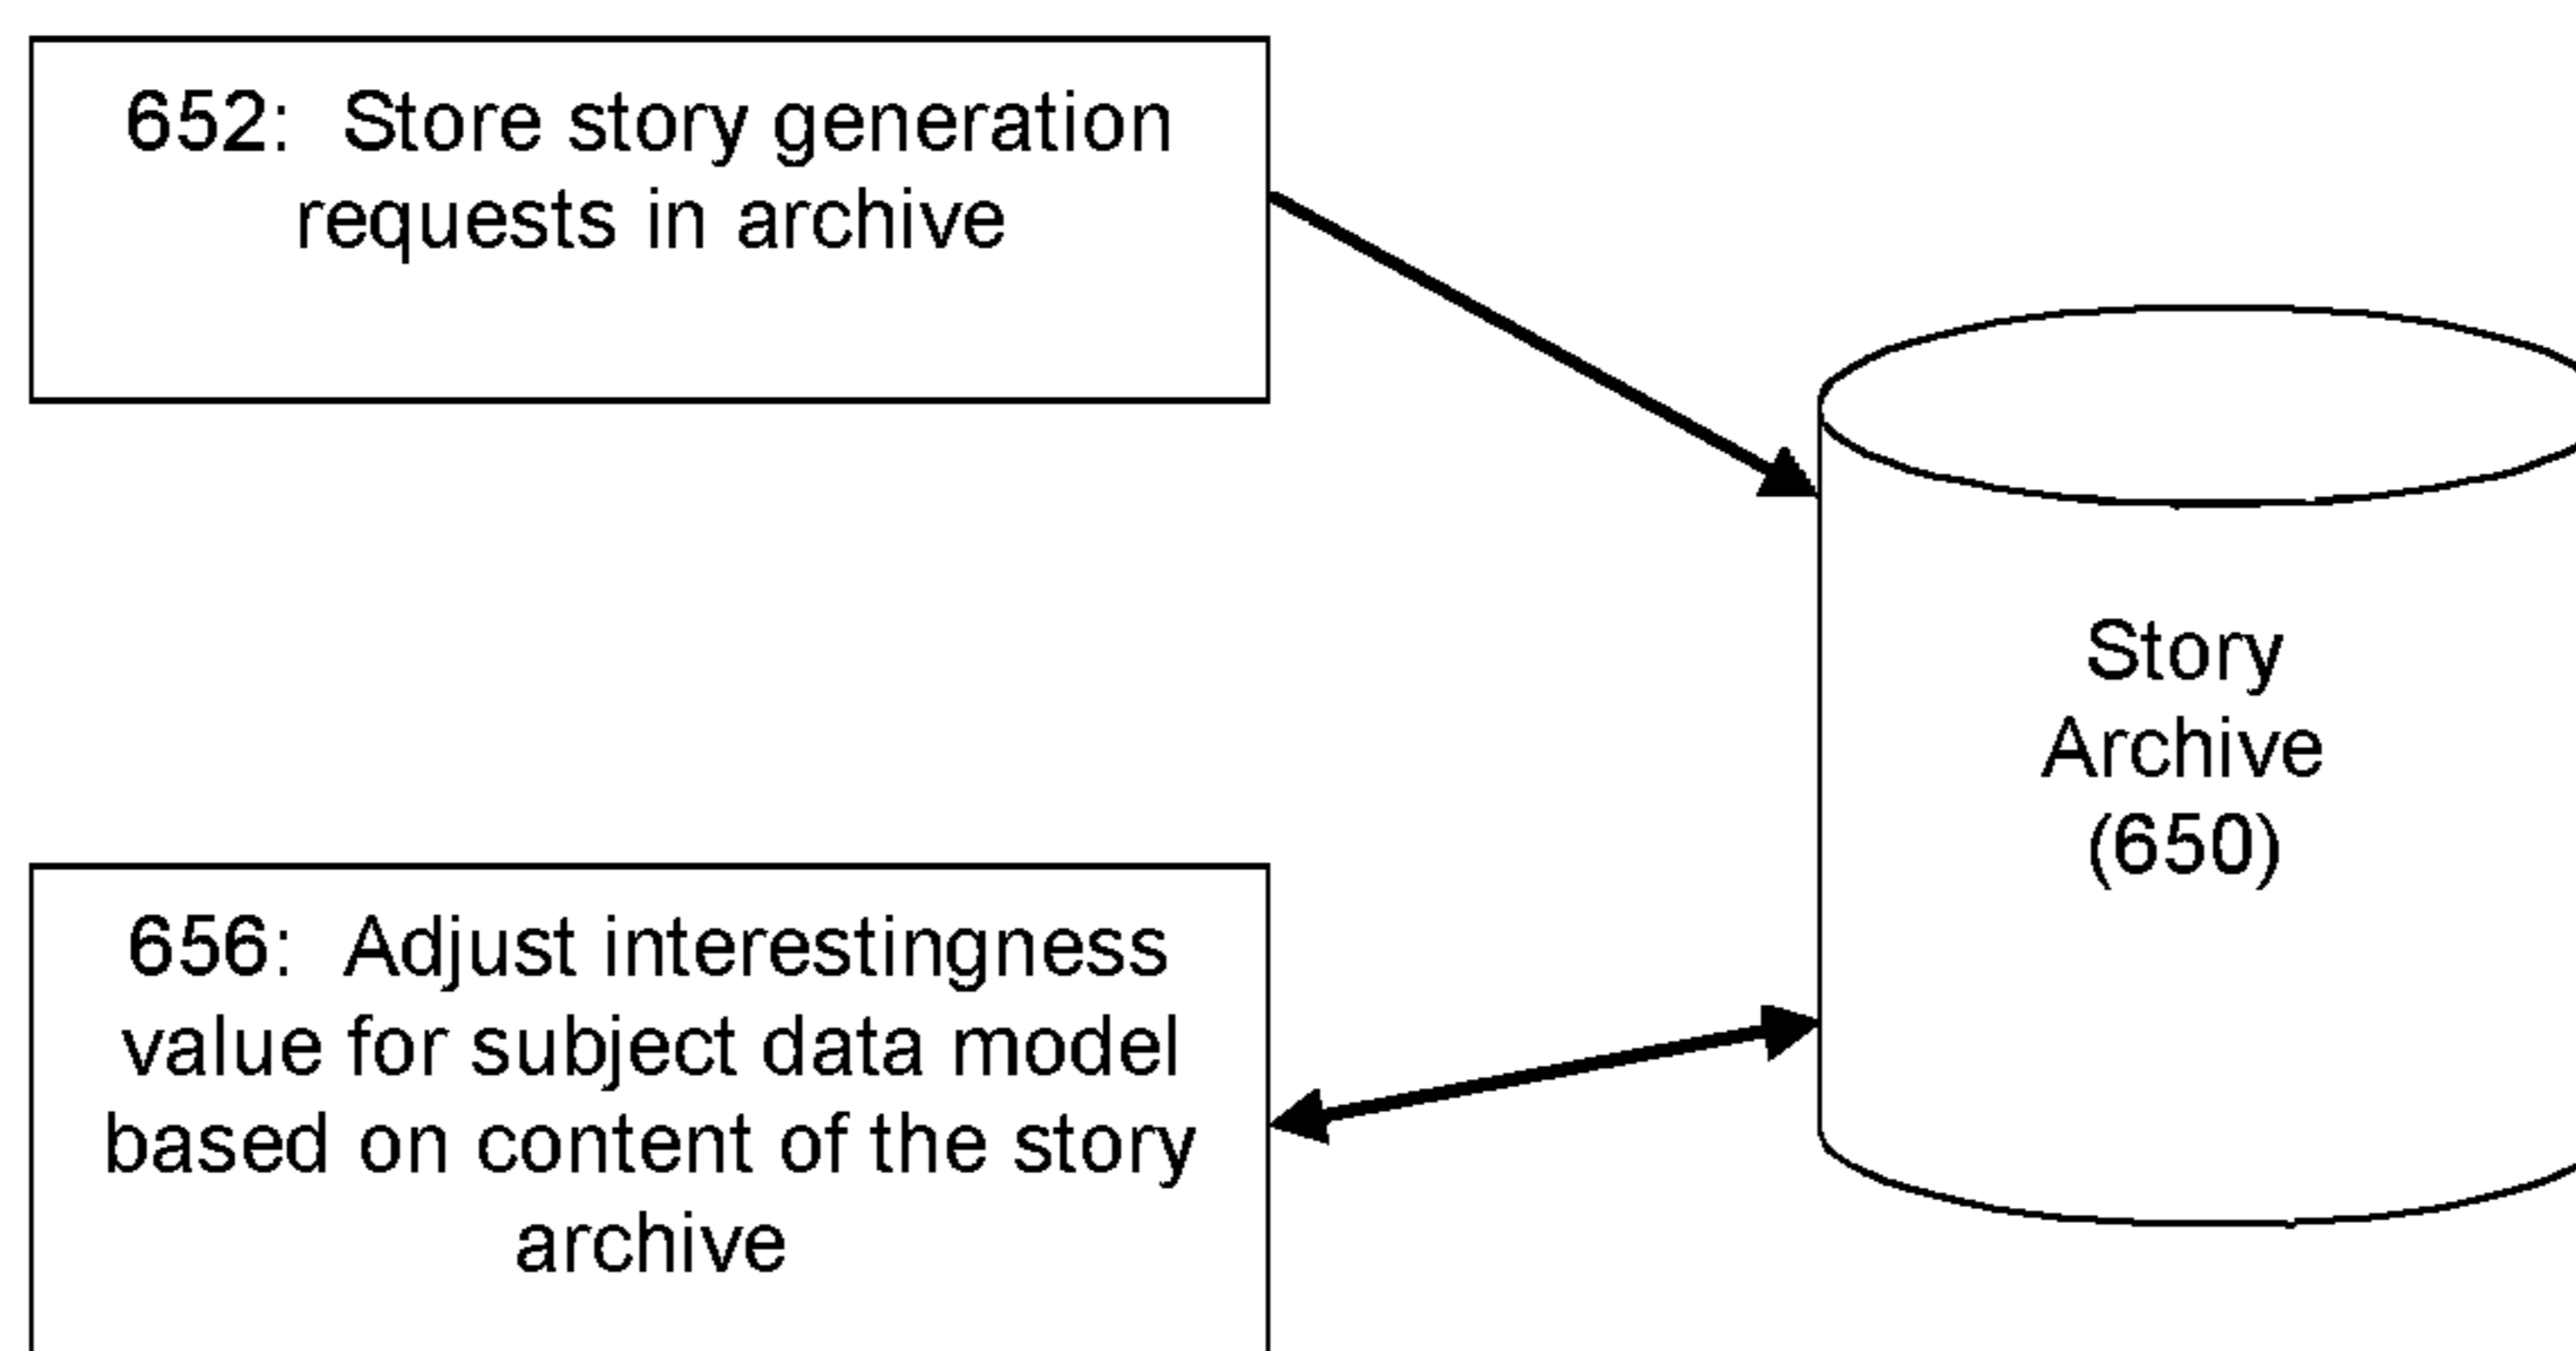 652: Store story generation
requests in archive
Story
Archive
(650)
656: Adjust interestingness
value for subject data model
based on content of the story
archive